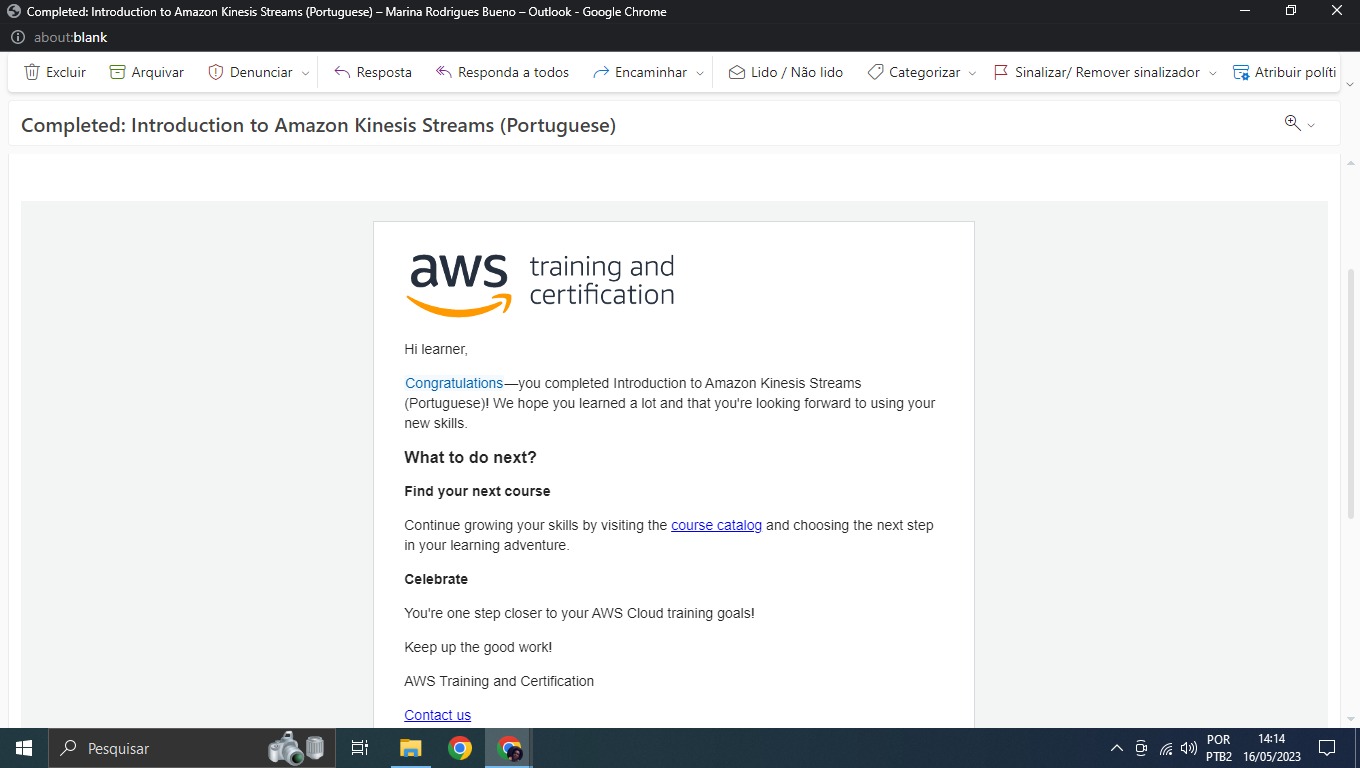 Completed: Introduction to Amazon Kinesis Streams (Portuguese) – Marina Rodrigues Bueno – Outlook - Google Chrome
about:blank
Excluir Arquivar Denunciar Resposta Responda a todos Encaminhar Lido / Não lido Categorizar Sinalizar/ Remover sinalizador Atribuir políti
Completed: Introduction to Amazon Kinesis Streams (Portuguese)
aws training and
certification
Hi learner,
Congratulations—you completed Introduction to Amazon Kinesis Streams
(Portuguese)! We hope you learned a lot and that you're looking forward to using your
new skills.
What to do next?
Find your next course
Continue growing your skills by visiting the course catalog and choosing the next step
in your learning adventure.
Celebrate
You're one step closer to your AWS Cloud training goals!
Keep up the good work!
AWS Training and Certification
Contact us
Pesquisar
POR
PTB2
14:14
16/05/2023